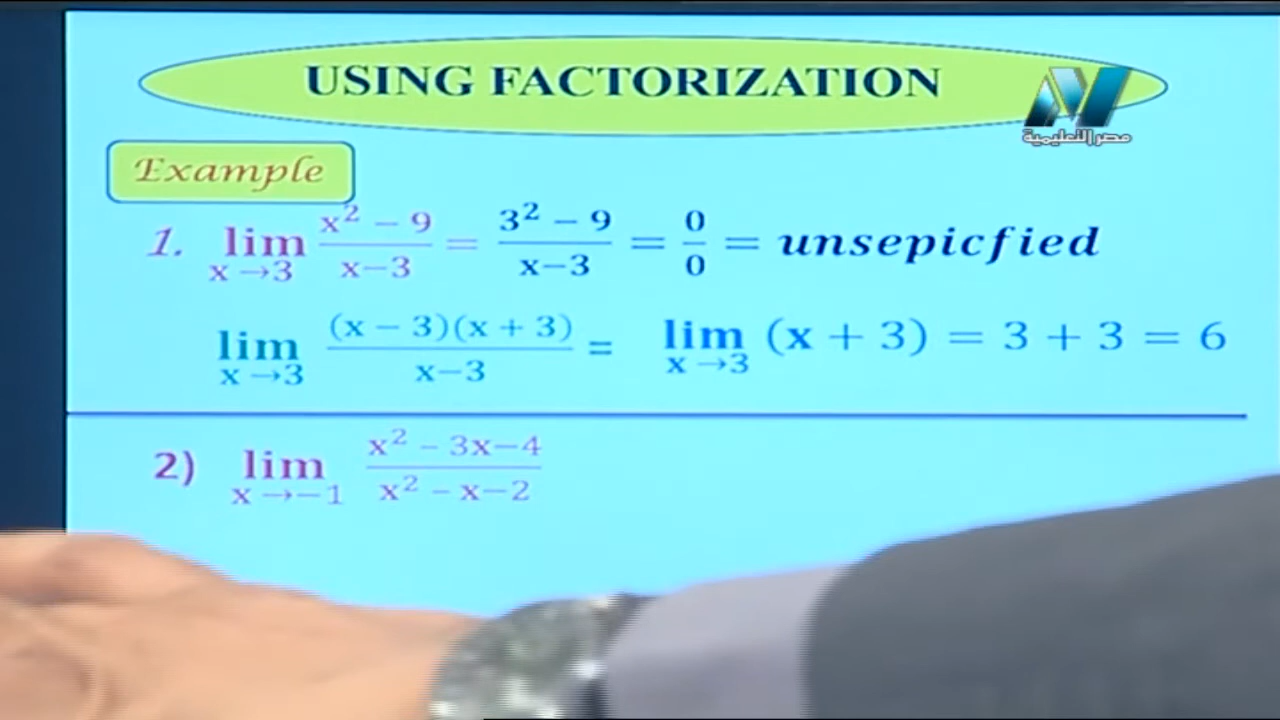 USING FACTORIZATION
مصر التعليمية
Example
1. lim x→3 (x² − 9)/(x−3) = (3² − 9)/(x−3) = 0/0 = unsepicfied
lim x→3 ((x − 3)(x + 3))/(x−3) = lim x→3 (x + 3) = 3 + 3 = 6
2) lim x→−1 (x² − 3x−4)/(x² − x−2)